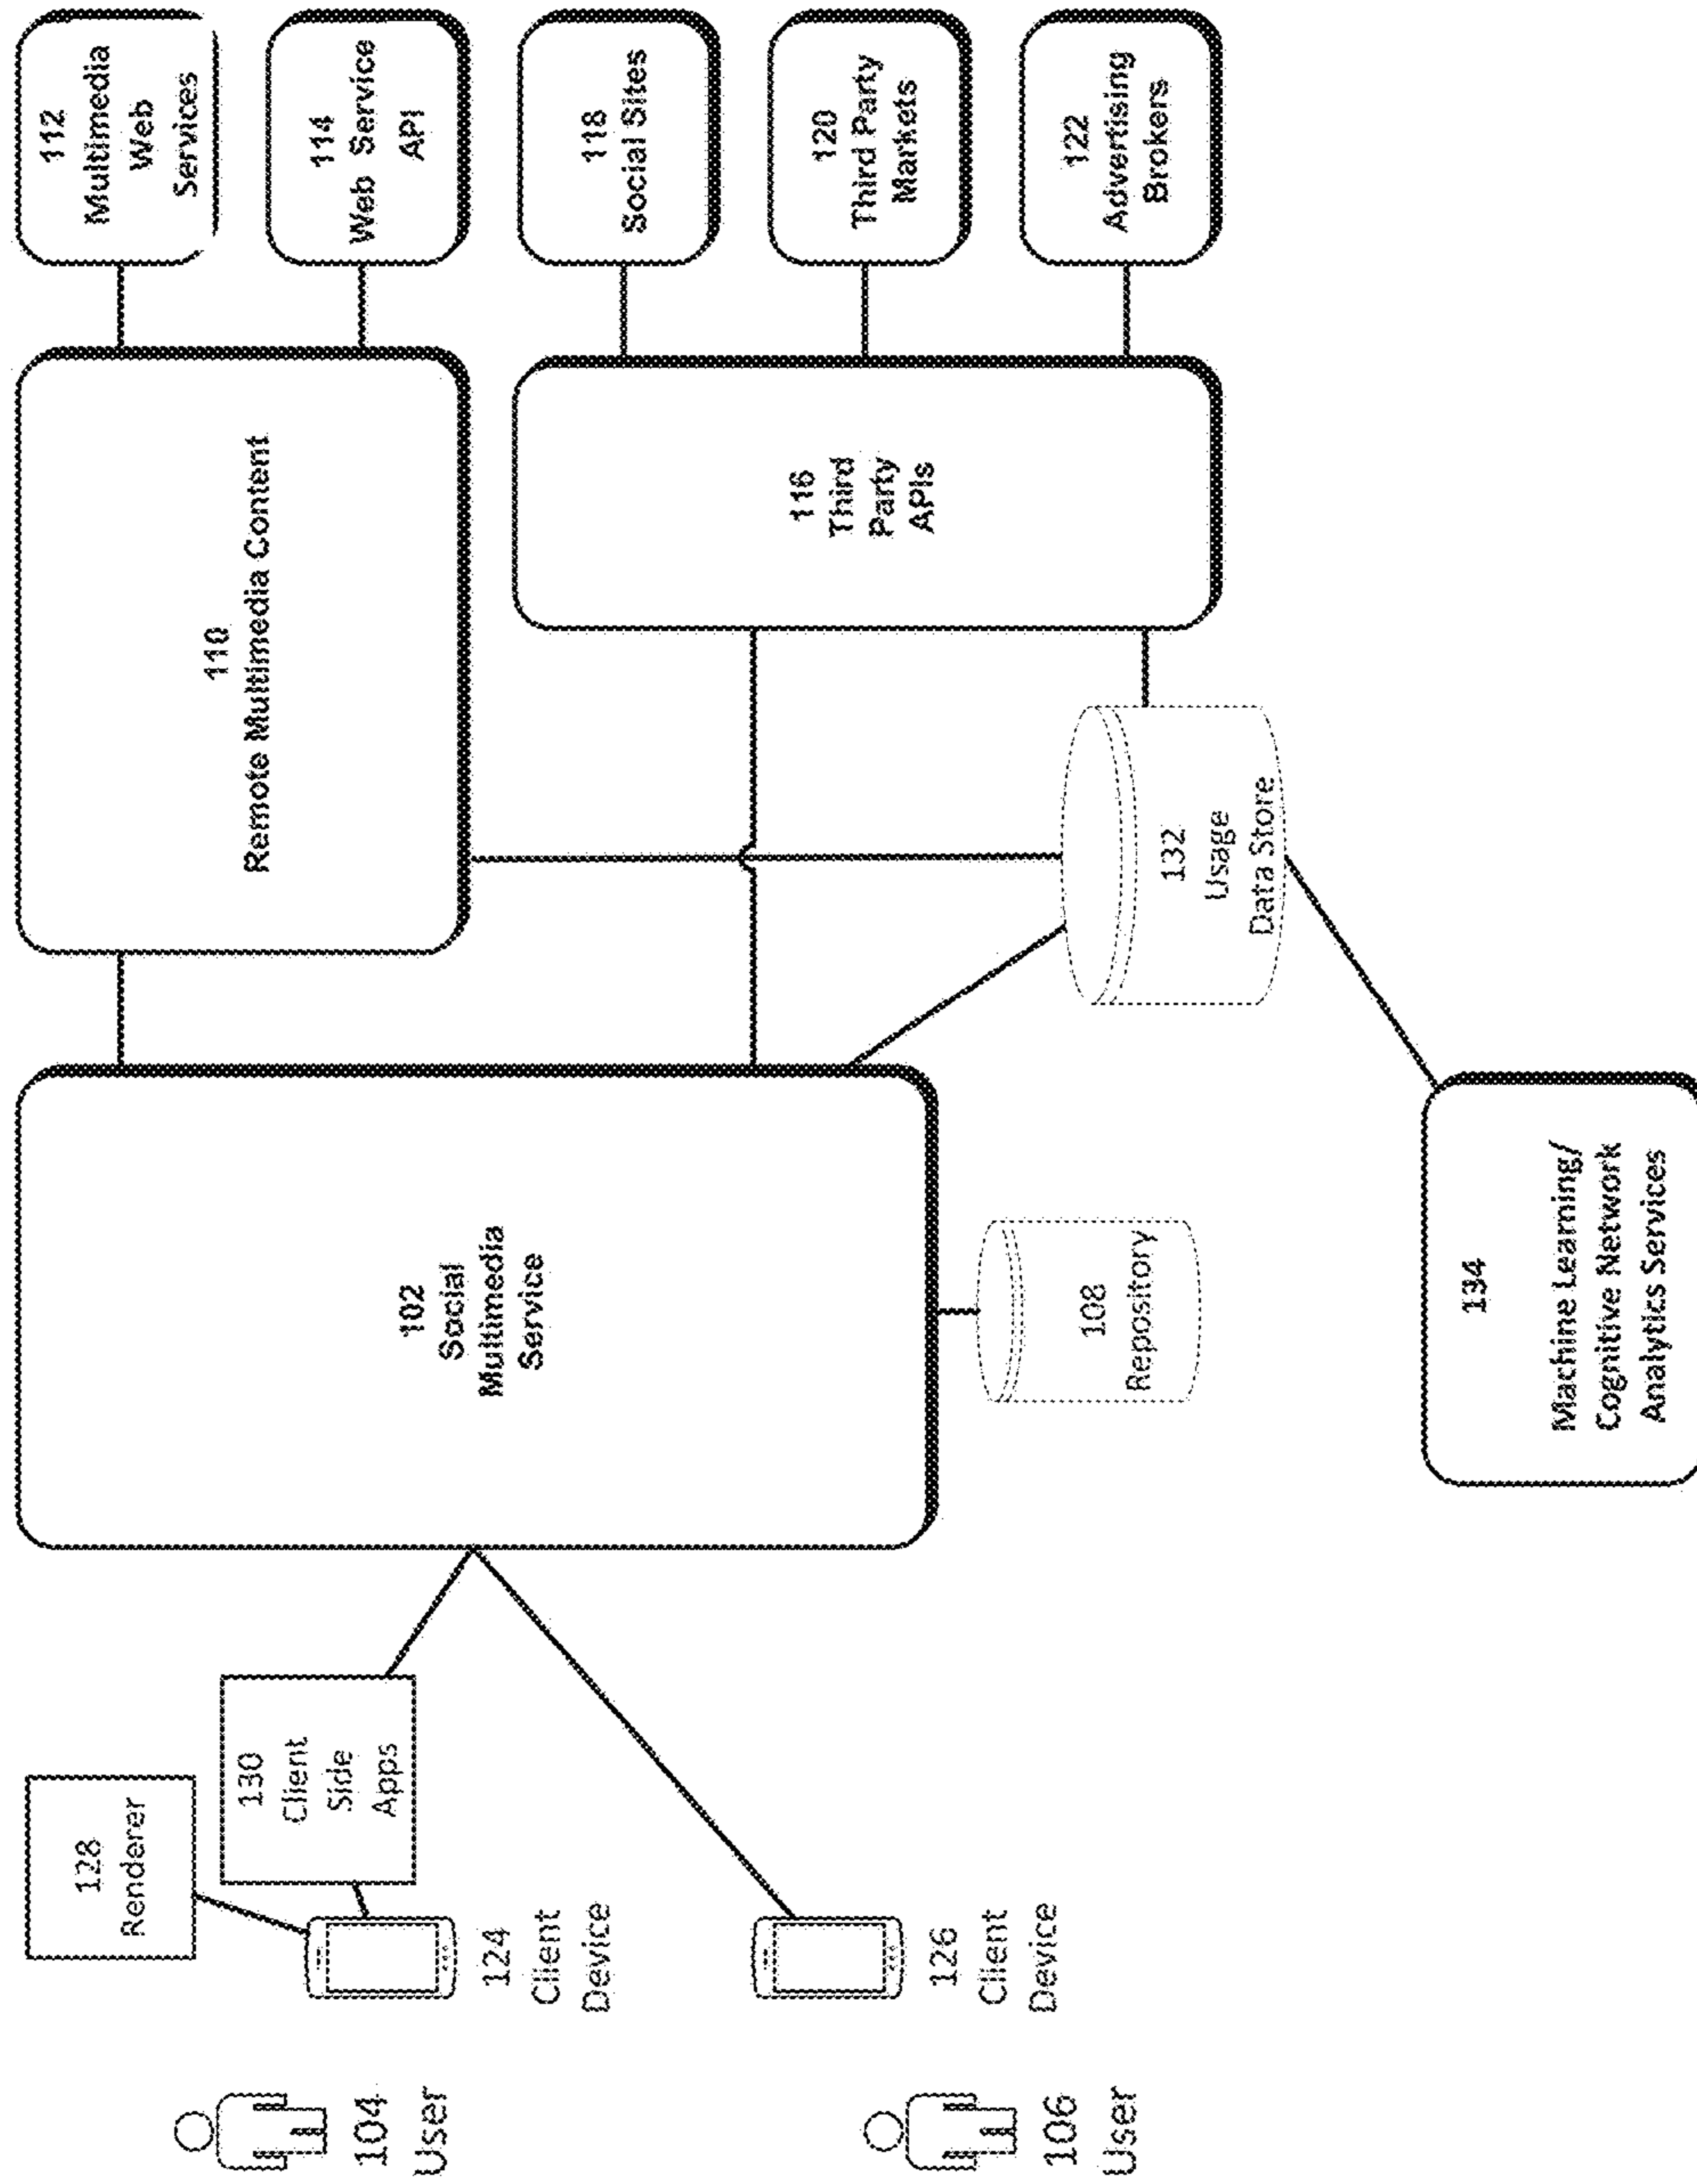 104
User
106
User
124
Client
Device
126
Client
Device
128
Renderer
130
Client
Side
Apps
102
Social
Multimedia
Service
108
Repository
134
Machine Learning/
Cognitive Network
Analytics Services
110
Remote Multimedia Content
132
Usage
Data Store
116
Third
Party
APIs
112
Multimedia
Web
Services
114
Web Service
API
118
Social Sites
120
Third Party
Markets
122
Advertising
Brokers